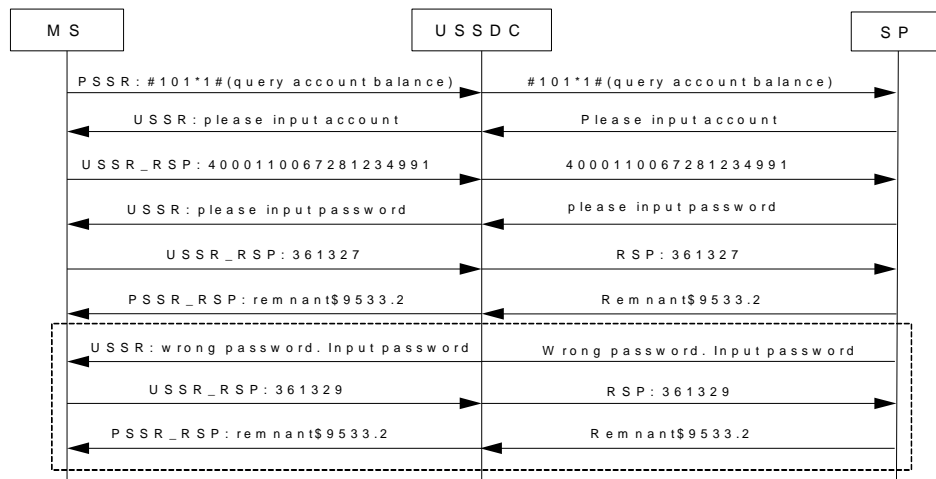 MS USSDC SP
PSSR:#101*1#(query account balance) #101*1#(query account balance)
USSR: please input account Please input account
USSR_RSP:4000110067281234991 4000110067281234991
USSR: please input password please input password
USSR_RSP:361327 RSP:361327
PSSR_RSP: remnant$9533.2 Remnant$9533.2
USSR: wrong password. Input password Wrong password. Input password
USSR_RSP:361329 RSP:361329
PSSR_RSP: remnant$9533.2 Remnant$9533.2